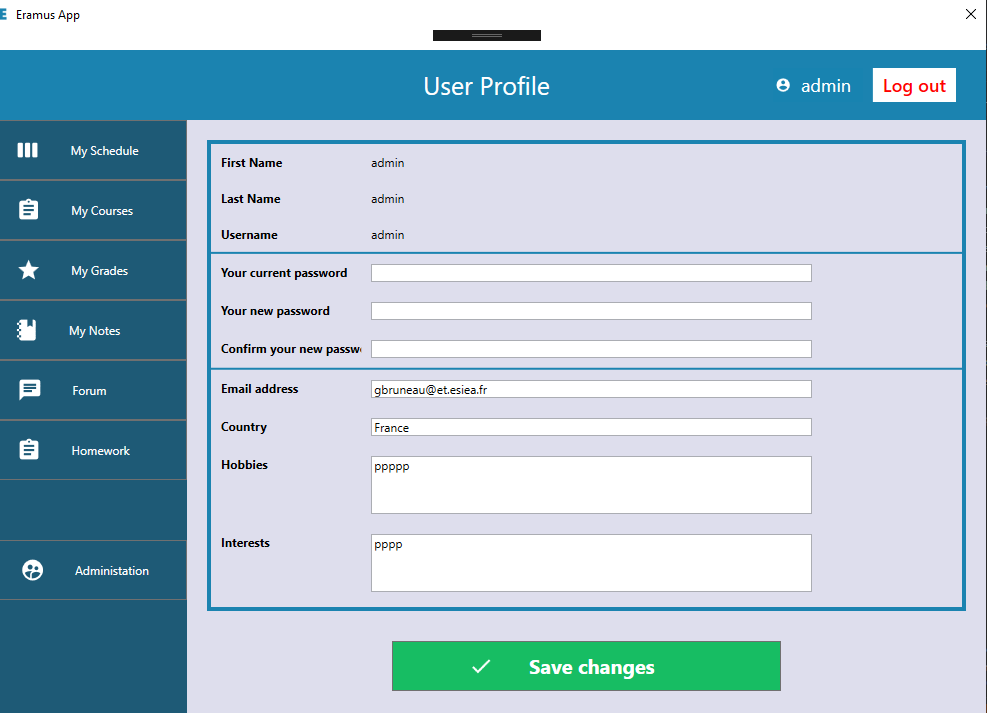 E Eramus App
User Profile
admin
Log out
My Schedule
My Courses
My Grades
My Notes
Forum
Homework
Administation
First Name admin
Last Name admin
Username admin
Your current password
Your new password
Confirm your new passw
Email address gbruneau@et.esiea.fr
Country France
Hobbies ppppp
Interests pppp
Save changes